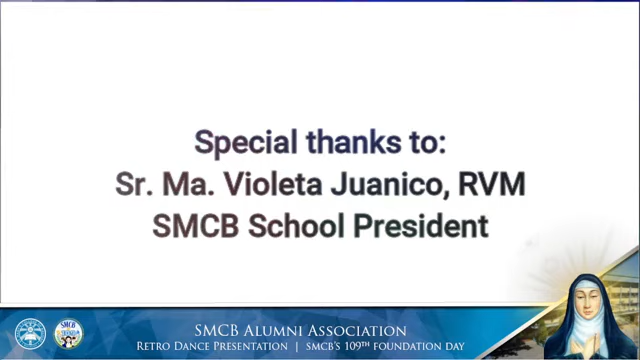 Special thanks to:
Sr. Ma. Violeta Juanico, RVM
SMCB School President
SMCB
SMCB Alumni Association
Retro Dance Presentation | SMCB's 109th Foundation Day